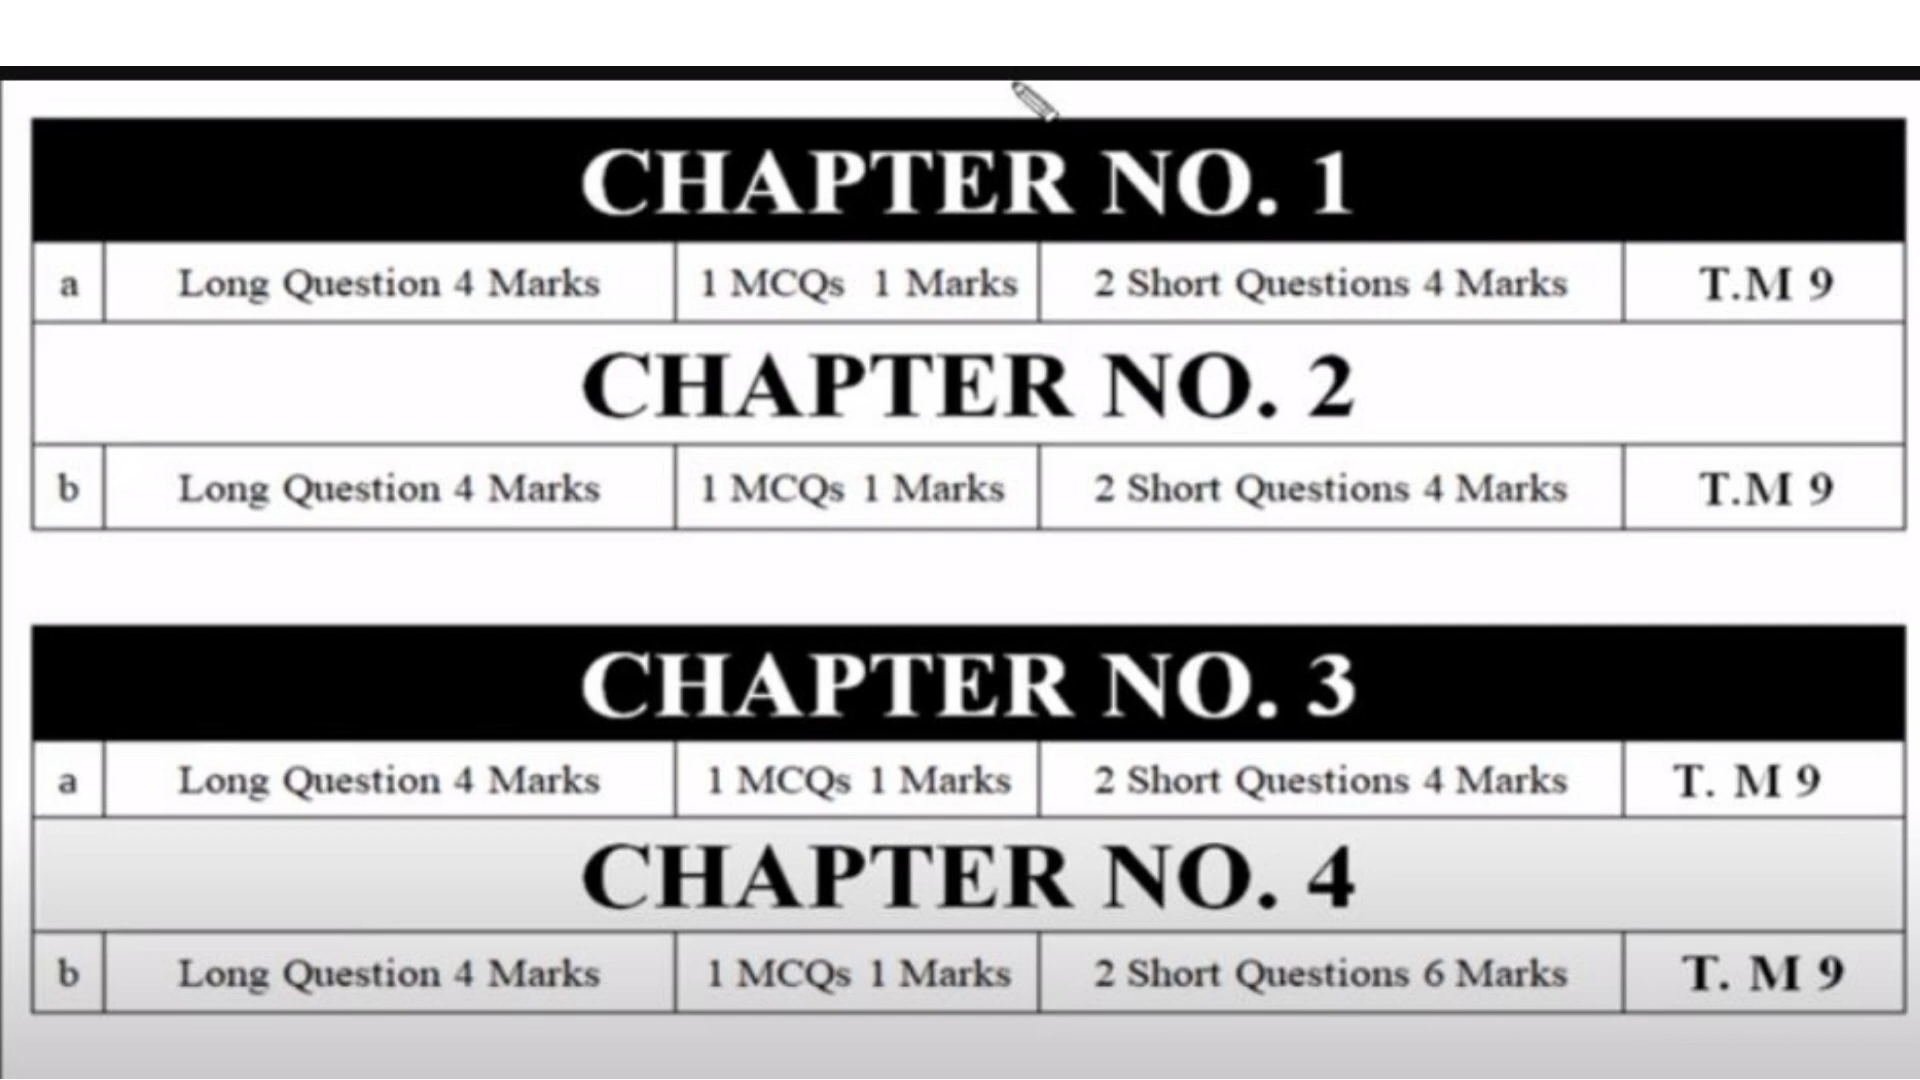 CHAPTER NO. 1
a Long Question 4 Marks 1 MCQs 1 Marks 2 Short Questions 4 Marks T.M 9
CHAPTER NO. 2
b Long Question 4 Marks 1 MCQs 1 Marks 2 Short Questions 4 Marks T.M 9
CHAPTER NO. 3
a Long Question 4 Marks 1 MCQs 1 Marks 2 Short Questions 4 Marks T. M 9
CHAPTER NO. 4
b Long Question 4 Marks 1 MCQs 1 Marks 2 Short Questions 6 Marks T. M 9